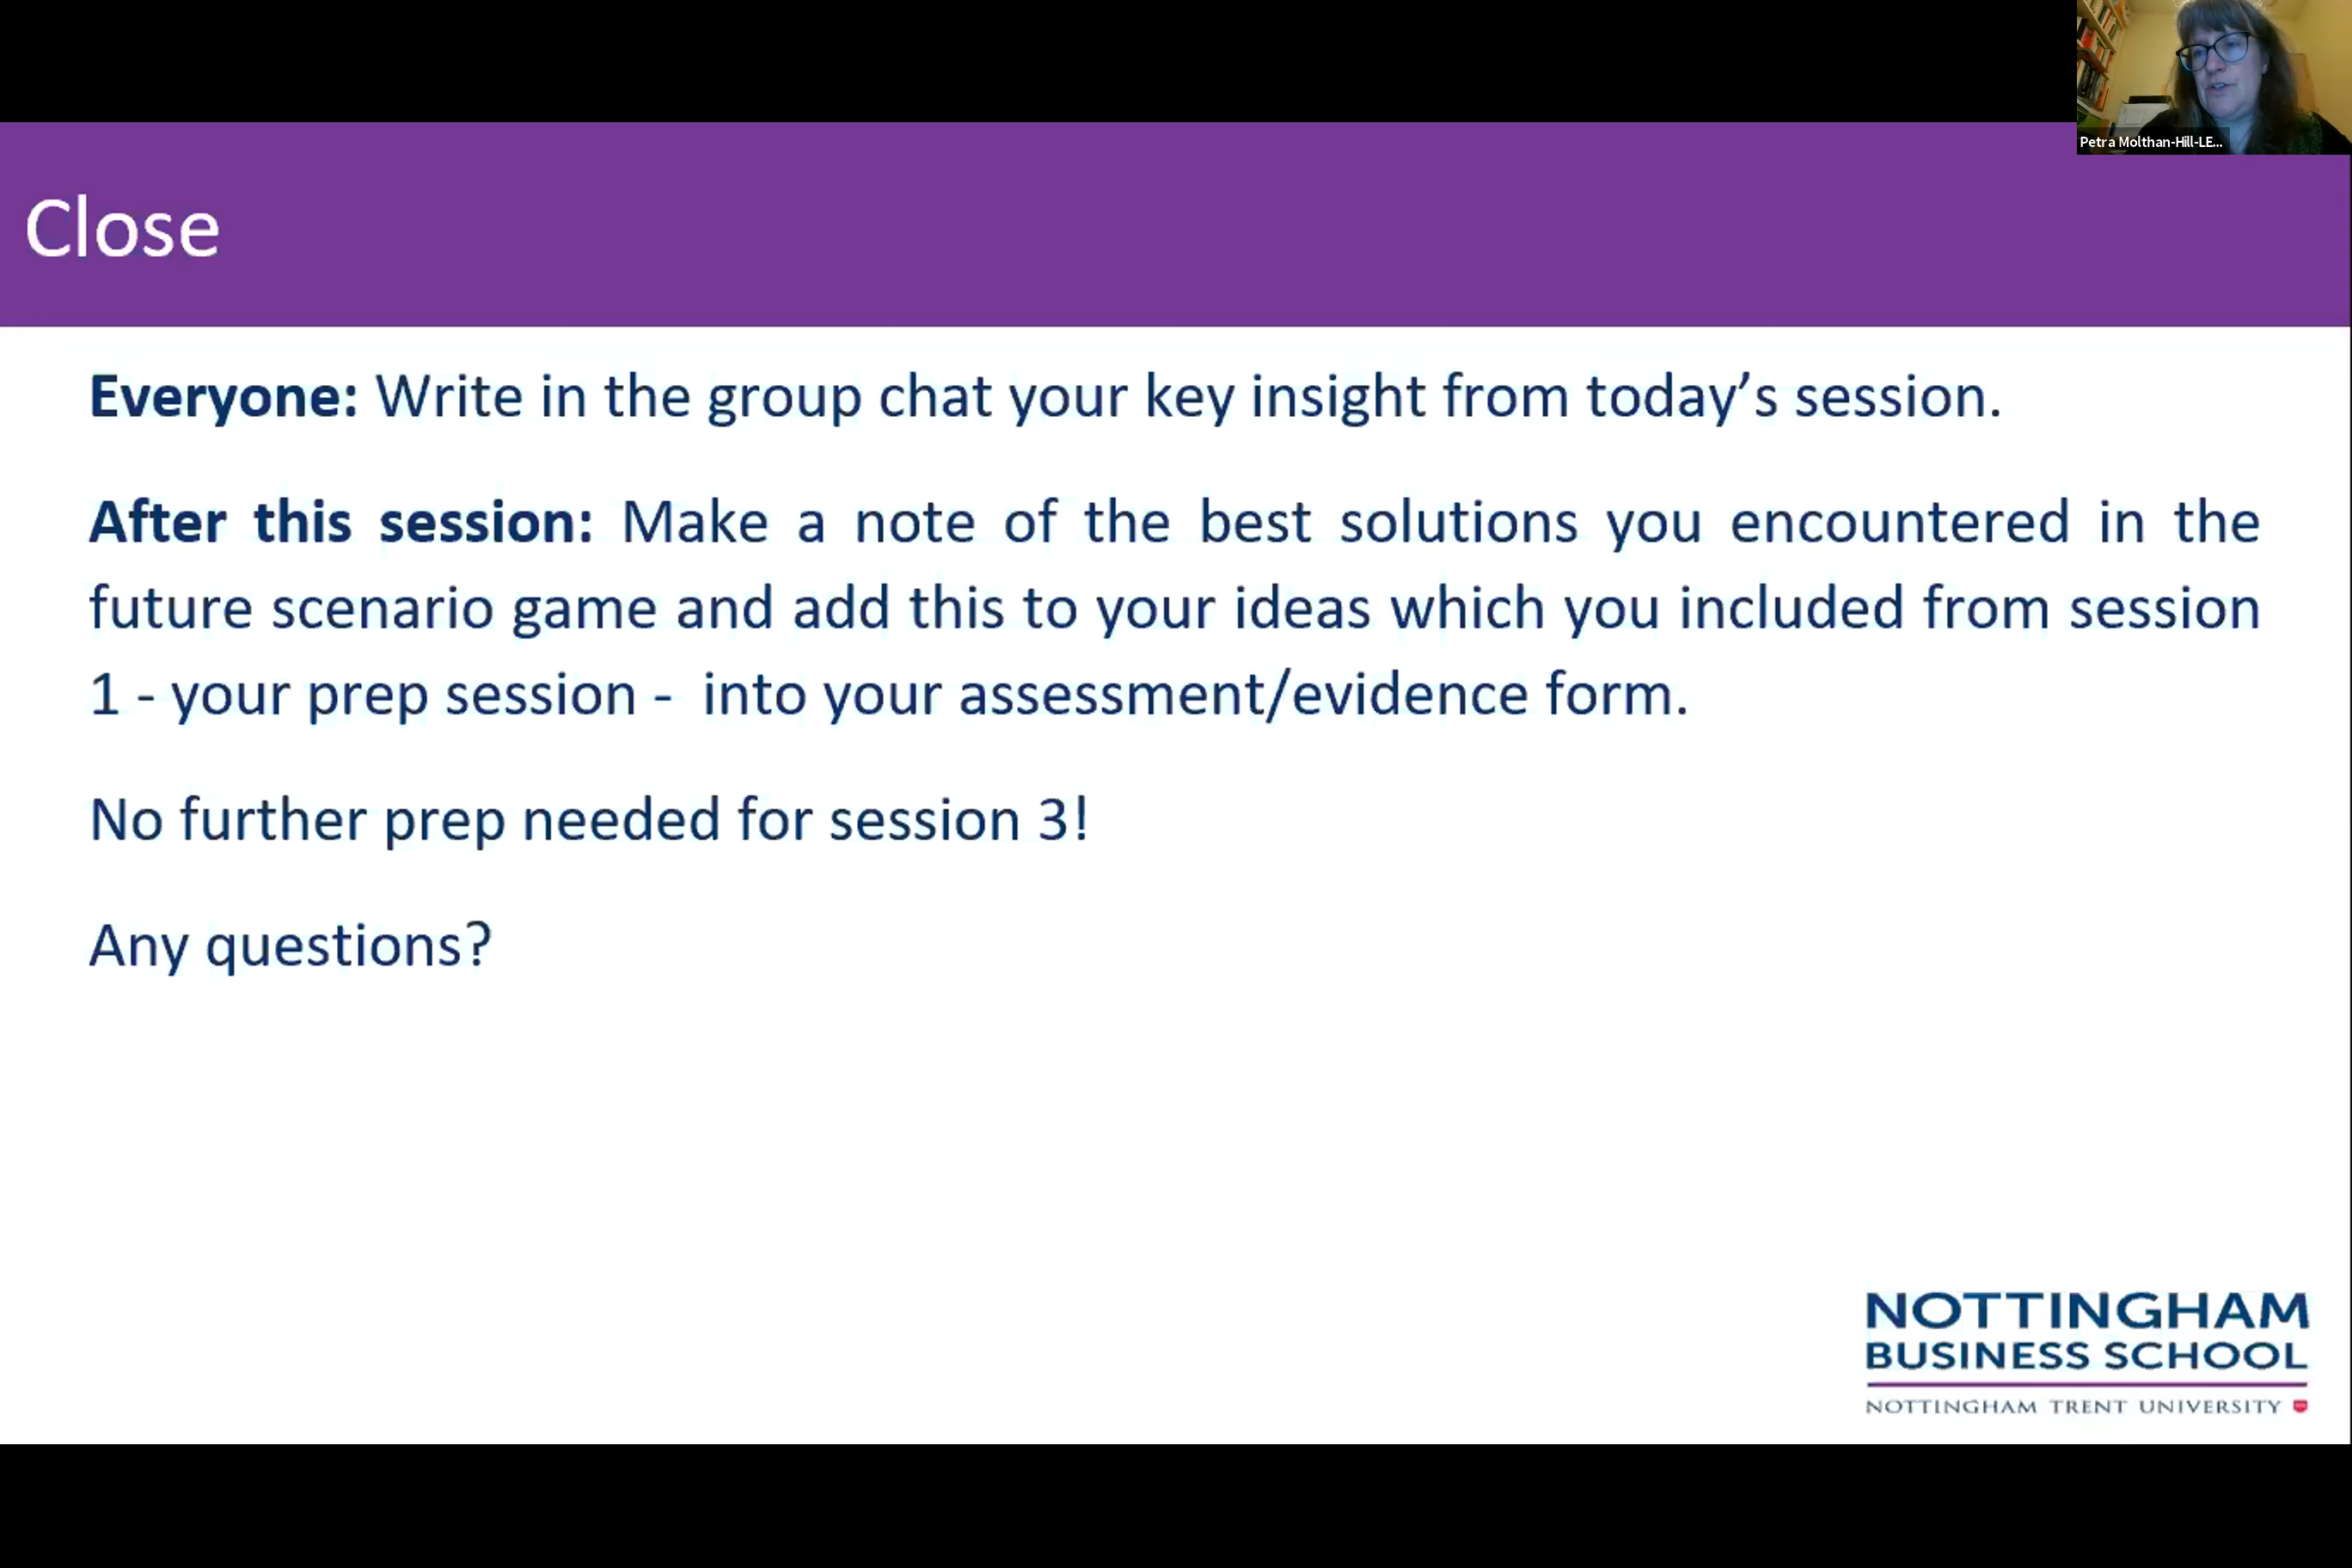 Petra Molthan-Hill-LE...
Close
Everyone: Write in the group chat your key insight from today's session.
After this session: Make a note of the best solutions you encountered in the
future scenario game and add this to your ideas which you included from session
1 - your prep session -  into your assessment/evidence form.
No further prep needed for session 3!
Any questions?
NOTTINGHAM
BUSINESS SCHOOL
NOTTINGHAM TRENT UNIVERSITY